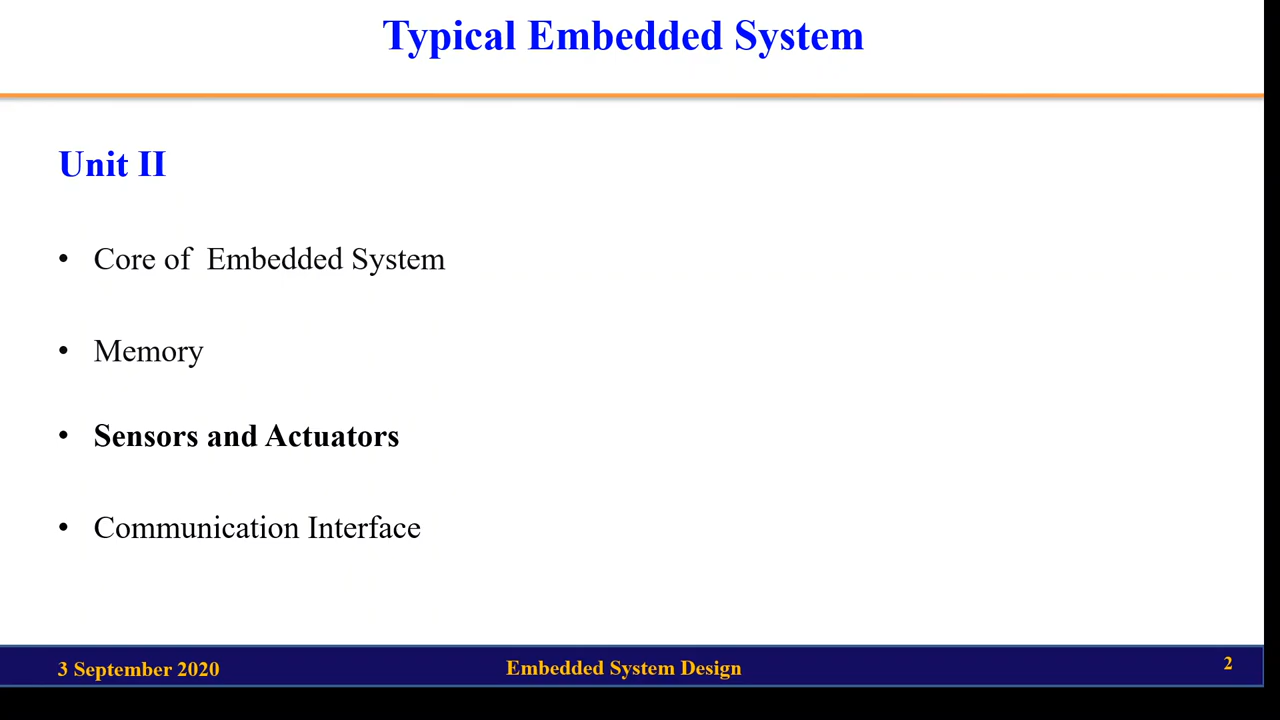 Typical Embedded System
Unit II
• Core of Embedded System
• Memory
• Sensors and Actuators
• Communication Interface
3 September 2020
Embedded System Design
2